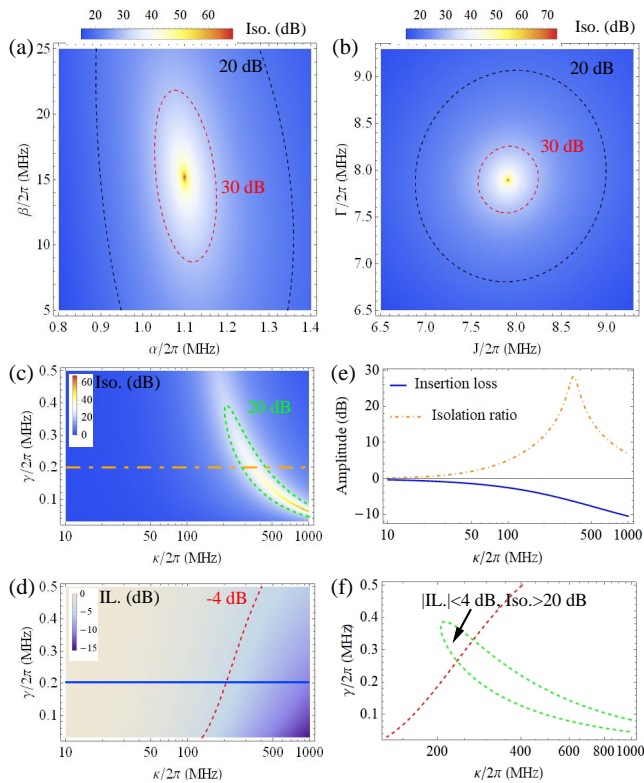 20 30 40 50 60 Iso. (dB)
(a)
20 dB
30 dB
25
20
15
10
5
β/2π (MHz)
0.8 0.9 1.0 1.1 1.2 1.3 1.4
α/2π (MHz)
20 30 40 50 60 70 Iso. (dB)
(b)
20 dB
30 dB
9.0
8.5
8.0
7.5
7.0
6.5
Γ/2π (MHz)
6.5 7.0 7.5 8.0 8.5 9.0
J/2π (MHz)
(c)
Iso. (dB)
60
40
20
0
20 dB
0.5
0.4
0.3
0.2
0.1
γ/2π (MHz)
10 50 100 500 1000
κ/2π (MHz)
(e)
Insertion loss
Isolation ratio
30
20
10
0
−10
Amplitude (dB)
10 50 100 500 1000
κ/2π (MHz)
(d)
IL. (dB)
0
−5
−10
−15
-4 dB
0.5
0.4
0.3
0.2
0.1
γ/2π (MHz)
10 50 100 500 1000
κ/2π (MHz)
(f)
|IL.|<4 dB, Iso.>20 dB
0.5
0.4
0.3
0.2
0.1
γ/2π (MHz)
200 400 600 800 1000
κ/2π (MHz)